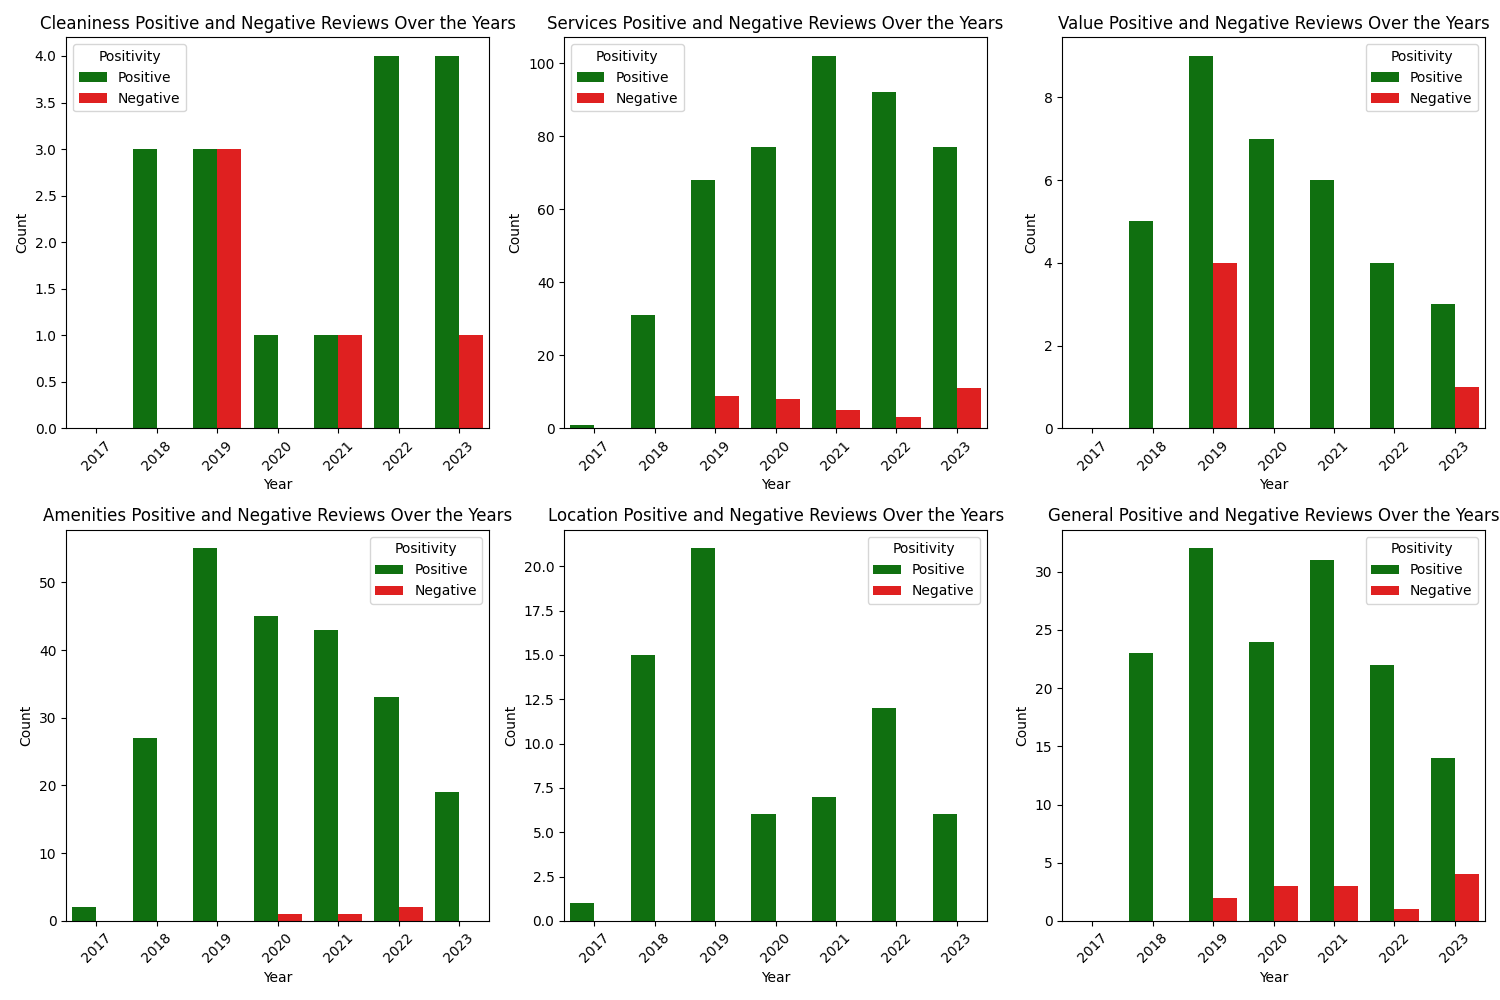 Cleaniness Positive and Negative Reviews Over the Years
Positivity
Positive
Negative
4.0
3.5
3.0
2.5
2.0
1.5
1.0
0.5
0.0
Count
2017
2018
2019
2020
2021
2022
2023
Year
Services Positive and Negative Reviews Over the Years
Positivity
Positive
Negative
100
80
60
40
20
0
Count
2017
2018
2019
2020
2021
2022
2023
Year
Value Positive and Negative Reviews Over the Years
Positivity
Positive
Negative
8
6
4
2
0
Count
2017
2018
2019
2020
2021
2022
2023
Year
Amenities Positive and Negative Reviews Over the Years
Positivity
Positive
Negative
50
40
30
20
10
0
Count
2017
2018
2019
2020
2021
2022
2023
Year
Location Positive and Negative Reviews Over the Years
Positivity
Positive
Negative
20.0
17.5
15.0
12.5
10.0
7.5
5.0
2.5
0.0
Count
2017
2018
2019
2020
2021
2022
2023
Year
General Positive and Negative Reviews Over the Years
Positivity
Positive
Negative
30
25
20
15
10
5
0
Count
2017
2018
2019
2020
2021
2022
2023
Year